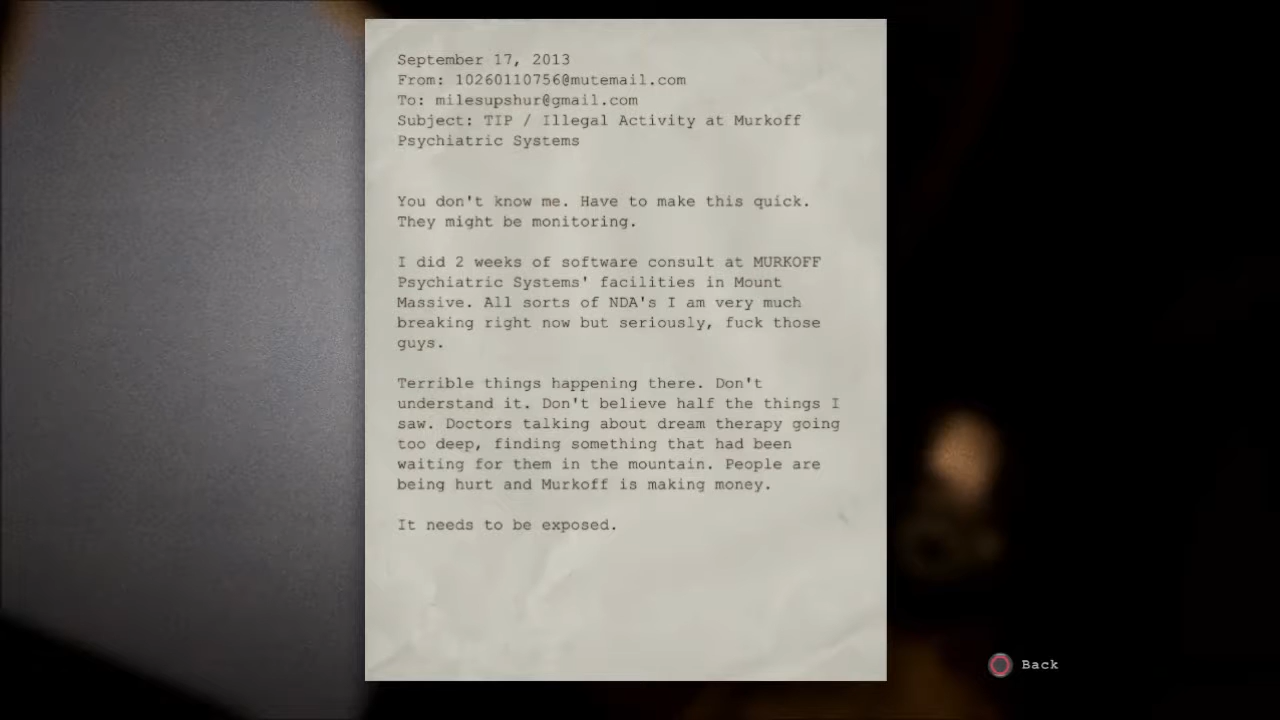 September 17, 2013
From: 10260110756@mutemail.com
To: milesupshur@gmail.com
Subject: TIP / Illegal Activity at Murkoff
Psychiatric Systems
You don't know me. Have to make this quick.
They might be monitoring.
I did 2 weeks of software consult at MURKOFF
Psychiatric Systems' facilities in Mount
Massive. All sorts of NDA's I am very much
breaking right now but seriously, fuck those
guys.
Terrible things happening there. Don't
understand it. Don't believe half the things I
saw. Doctors talking about dream therapy going
too deep, finding something that had been
waiting for them in the mountain. People are
being hurt and Murkoff is making money.
It needs to be exposed.
Back